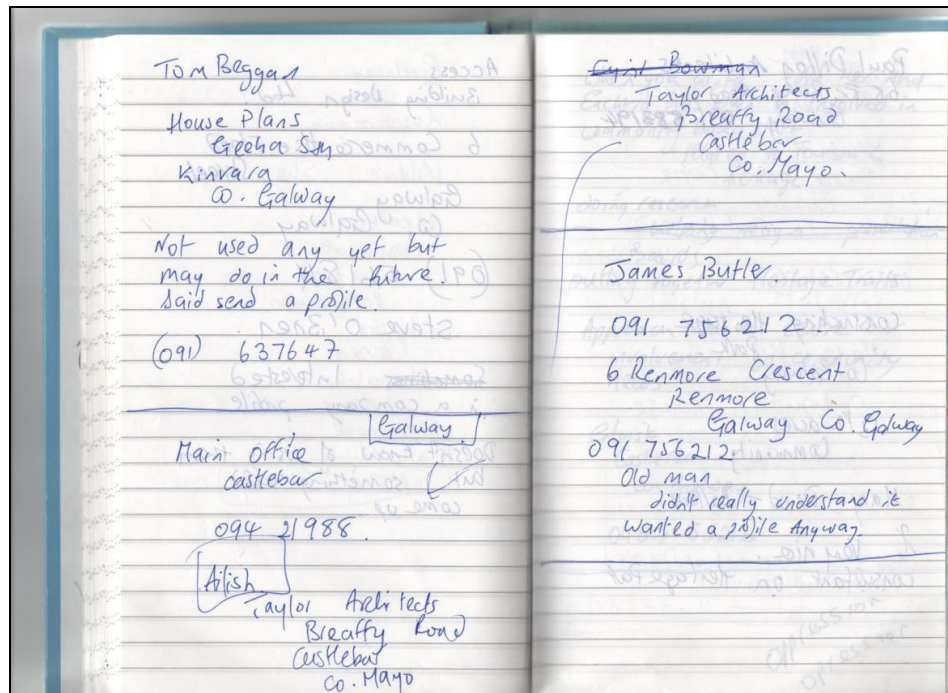 Tom Beggan
House Plans
Geeha
Kinvara
Co. Galway
Not used any yet but
may do in the future.
Said send a profile.
(091) 637647
Galway
Main office
Castlebar
094 21988.
Ailish
Taylor Architects
Breaffy Road
Castlebar
Co. Mayo
Bowman
Taylor Architects
Breaffy Road
Castlebar
Co. Mayo.
James Butler
091 756212.
6 Renmore Crescent
Renmore
Galway Co. Galway
091 756212
Old man
didn't really understand it
wanted a profile Anyway.